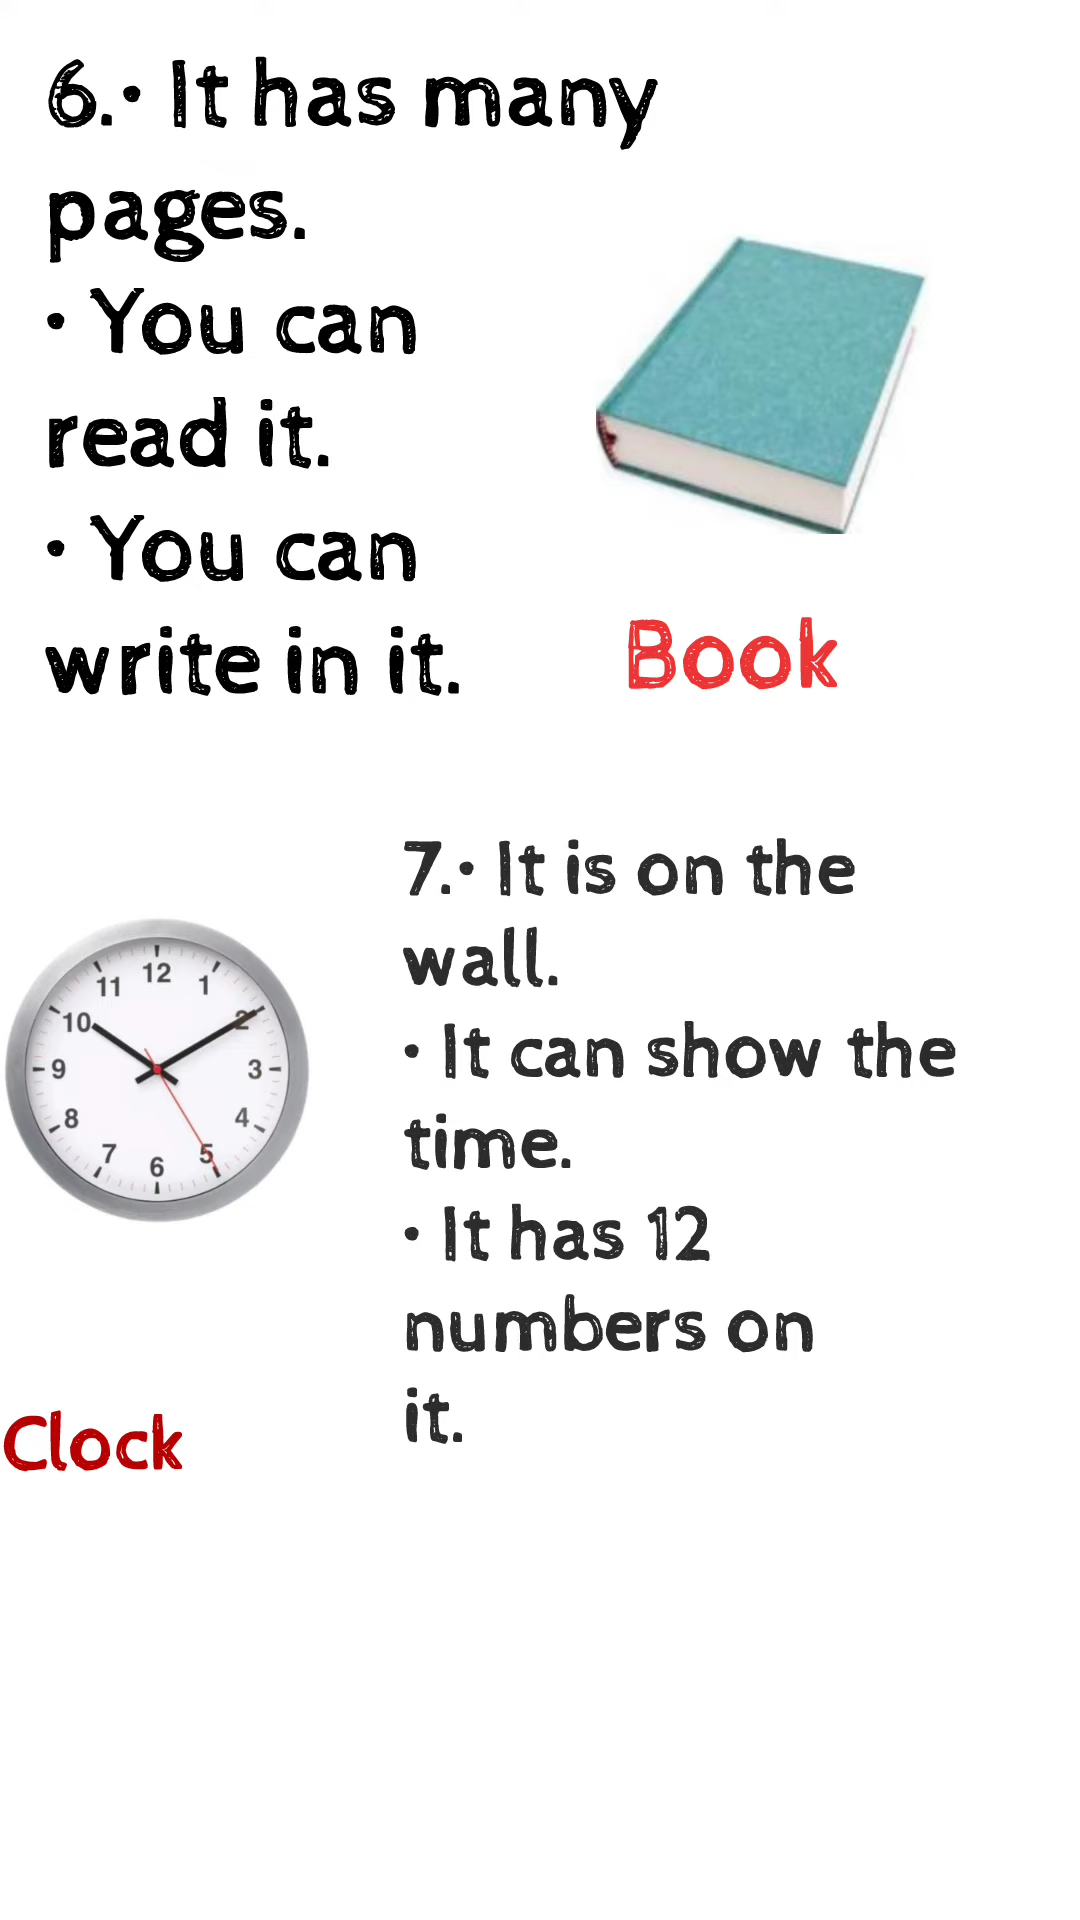 6.• It has many
pages.
• You can
read it.
• You can
write in it.
Book
7.• It is on the
wall.
• It can show the
time.
• It has 12
numbers on
it.
12
1
2
3
4
5
6
7
8
9
10
11
Clock